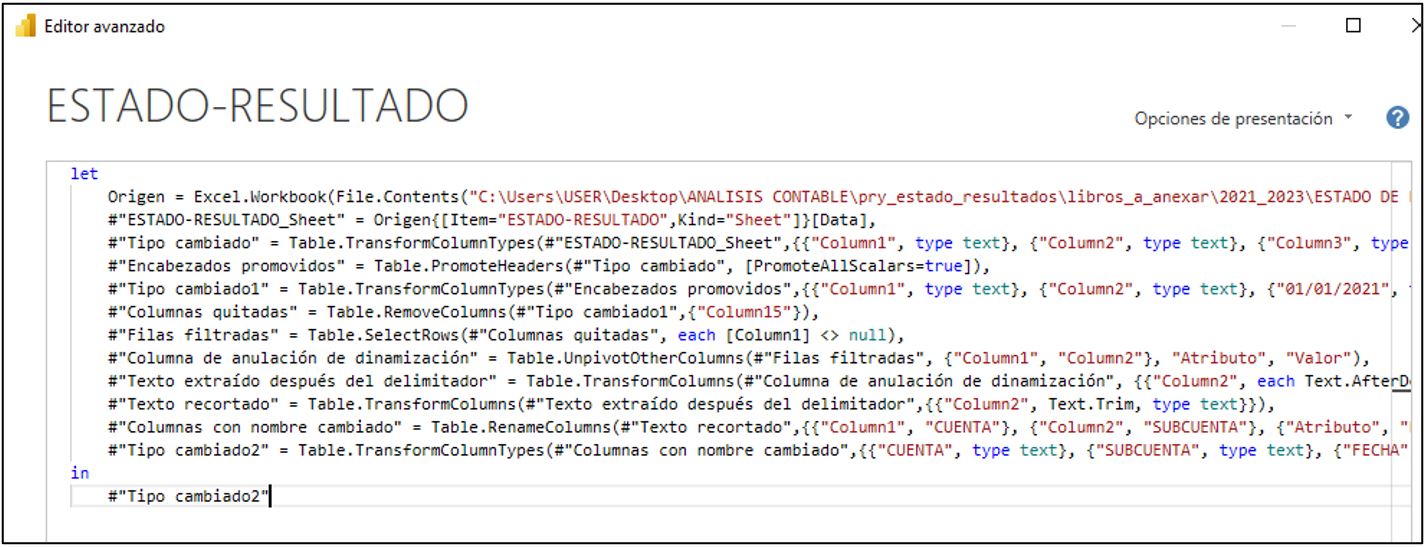 Editor avanzado
ESTADO-RESULTADO
Opciones de presentación
?
let
Origen = Excel.Workbook(File.Contents("C:\Users\USER\Desktop\ANALISIS CONTABLE\pry_estado_resultados\libros_a_anexar\2021_2023\ESTADO DE
#"ESTADO-RESULTADO_Sheet" = Origen{[Item="ESTADO-RESULTADO",Kind="Sheet"]}[Data],
#"Tipo cambiado" = Table.TransformColumnTypes(#"ESTADO-RESULTADO_Sheet",{{"Column1", type text}, {"Column2", type text}, {"Column3", type
#"Encabezados promovidos" = Table.PromoteHeaders(#"Tipo cambiado", [PromoteAllScalars=true]),
#"Tipo cambiado1" = Table.TransformColumnTypes(#"Encabezados promovidos",{{"Column1", type text}, {"Column2", type text}, {"01/01/2021",
#"Columnas quitadas" = Table.RemoveColumns(#"Tipo cambiado1",{"Column15"}),
#"Filas filtradas" = Table.SelectRows(#"Columnas quitadas", each [Column1] <> null),
#"Columna de anulación de dinamización" = Table.UnpivotOtherColumns(#"Filas filtradas", {"Column1", "Column2"}, "Atributo", "Valor"),
#"Texto extraído después del delimitador" = Table.TransformColumns(#"Columna de anulación de dinamización", {{"Column2", each Text.AfterD
#"Texto recortado" = Table.TransformColumns(#"Texto extraído después del delimitador",{{"Column2", Text.Trim, type text}}),
#"Columnas con nombre cambiado" = Table.RenameColumns(#"Texto recortado",{{"Column1", "CUENTA"}, {"Column2", "SUBCUENTA"}, {"Atributo",
#"Tipo cambiado2" = Table.TransformColumnTypes(#"Columnas con nombre cambiado",{{"CUENTA", type text}, {"SUBCUENTA", type text}, {"FECHA"
in
#"Tipo cambiado2"